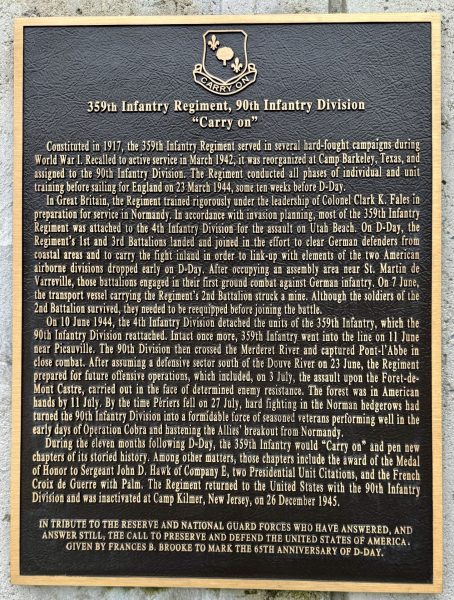 CARRY ON
359th Infantry Regiment, 90th Infantry Division
"Carry on"
Constituted in 1917, the 359th Infantry Regiment served in several hard-fought campaigns during
World War I. Recalled to active service in March 1942, it was reorganized at Camp Barkeley, Texas, and
assigned to the 90th Division. The Regiment conducted all phases of individual and unit
training before sailing for England on 23 March 1944, some ten weeks before D-Day.
In Great Britain, the Regiment trained rigorously under the leadership of Colonel Clark K. Fales in
preparation for service in Normandy. In accordance with invasion planning, most of the 359th Infantry
Regiment was attached to the 4th Infantry Division for the assault on Utah Beach. On D-Day, the
Regiment's 1st and 3rd Battalions landed and joined in the effort to clear German defenders from
coastal areas and to carry the fight inland in order to link-up with elements of the two American
airborne divisions dropped early on D-Day. After occupying an assembly area near St. Martin de
Varreville, those battalions engaged in their first ground combat against German infantry. On 7 June,
the transport vessel carrying the Regiment's 2nd Battalion struck a mine. Although the soldiers of the
2nd Battalion survived, they needed to be reequipped before joining the battle.
On 10 June 1944, the 4th Infantry Division detached the units of the 359th Infantry, which the
90th Infantry Division reattached. Intact once more, 359th Infantry went into the line on 11 June
near Picauville. The 90th Division then crossed the Merderet River and captured Pont-l'Abbe in
close combat. After assuming a defensive sector south of the Douve River on 23 June, the Regiment
prepared for future offensive operations, which included, on 3 July, the assault upon the Foret-de-
Mont Castre, carried out in the face of determined enemy resistance. The forest was in American
hands by 11 July. By the time Périers fell on 27 July, hard fighting in the Norman hedgerows had
turned the 90th Infantry Division into a formidable force of seasoned veterans performing well in the
early days of Operation Cobra and hastening the Allies' breakout from Normandy.
During the eleven months following D-Day, the 359th Infantry would "Carry on" and pen new
chapters of its storied history. Among other matters, those chapters include the award of the Medal
of Honor to Sergeant John D. Hawk of Company E, two Presidential Unit Citations, and the French
Croix de Guerre with Palm. The Regiment returned to the United States with the 90th Infantry
Division and was inactivated at Camp Kilmer, New Jersey, on 26 December 1945.
IN TRIBUTE TO THE RESERVE AND NATIONAL GUARD FORCES WHO HAVE ANSWERED, AND
ANSWER STILL, THE CALL TO PRESERVE AND DEFEND THE UNITED STATES OF AMERICA.
GIVEN BY FRANCES B. BROOKE TO MARK THE 65TH ANNIVERSARY OF D-DAY.